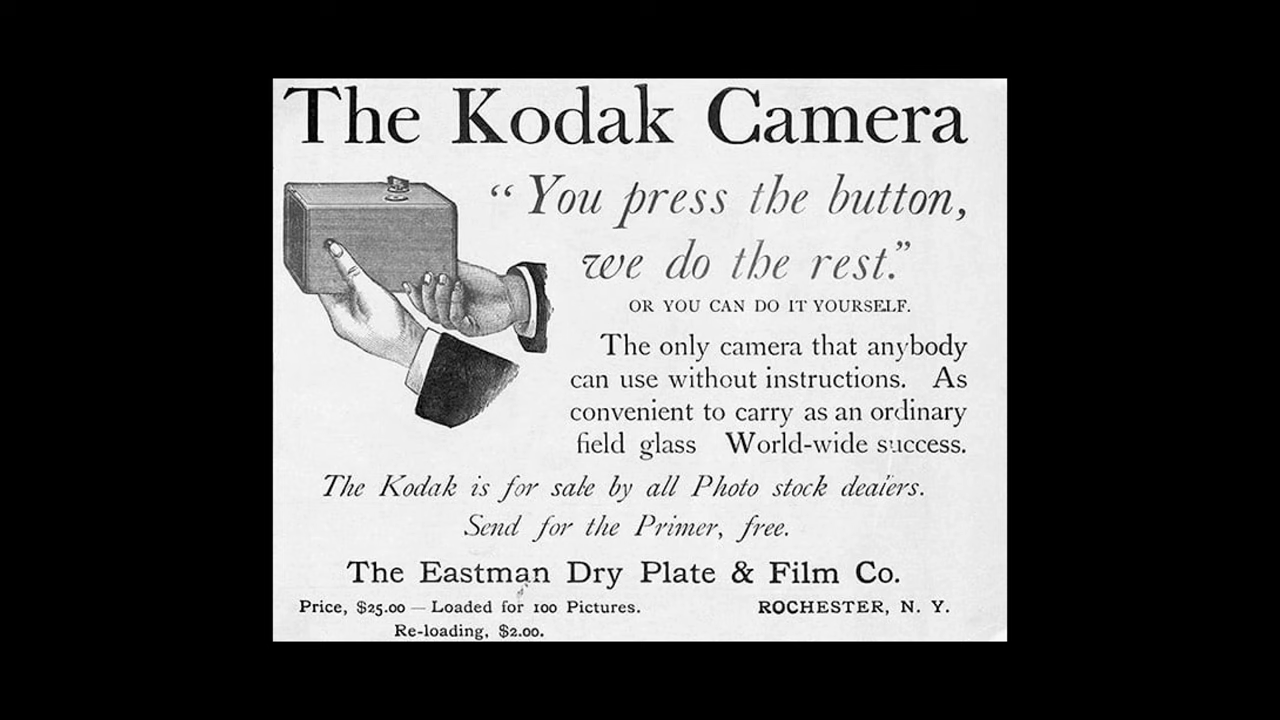 The Kodak Camera
“ You press the button,
we do the rest.”
OR YOU CAN DO IT YOURSELF.
The only camera that anybody
can use without instructions. As
convenient to carry as an ordinary
field glass World-wide success.
The Kodak is for sale by all Photo stock dealers.
Send for the Primer, free.
The Eastman Dry Plate & Film Co.
Price, $25.00 — Loaded for 100 Pictures. ROCHESTER, N. Y.
Re-loading, $2.00.